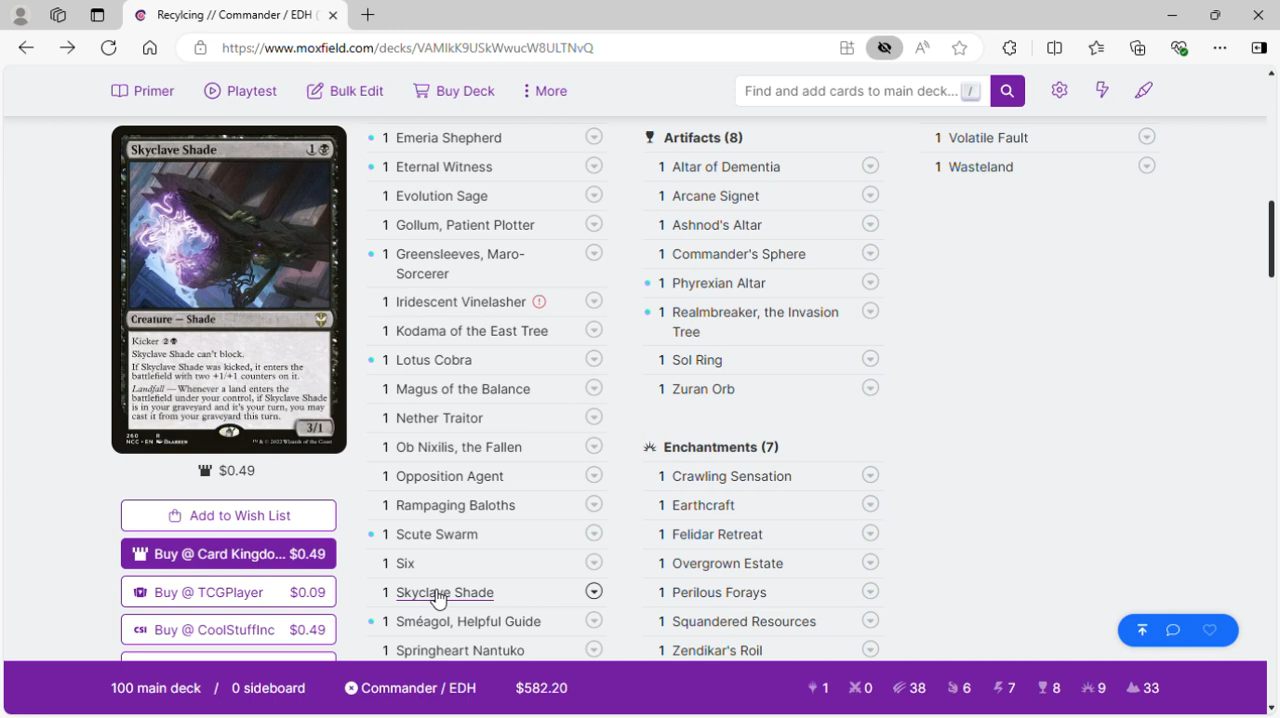 Recylcing // Commander / EDH (
https://www.moxfield.com/decks/VAMIkK9USkWwucW8ULTNvQ
Primer
Playtest
Bulk Edit
Buy Deck
More
Find and add cards to main deck... /
Skyclave Shade 1
Creature — Shade
Kicker 2
Skyclave Shade can't block.
If Skyclave Shade was kicked, it enters the
battlefield with two +1/+1 counters on it.
Landfall — Whenever a land enters the
battlefield under your control, if Skyclave Shade
is in your graveyard and it's your turn, you may
cast it from your graveyard this turn.
3/1
260 R
NCC • EN
$0.49
Add to Wish List
Buy @ Card Kingdo... $0.49
Buy @ TCGPlayer $0.09
CSI Buy @ CoolStuffInc $0.49
1 Emeria Shepherd
1 Eternal Witness
1 Evolution Sage
1 Gollum, Patient Plotter
1 Greensleeves, Maro-
Sorcerer
1 Iridescent Vinelasher
1 Kodama of the East Tree
1 Lotus Cobra
1 Magus of the Balance
1 Nether Traitor
1 Ob Nixilis, the Fallen
1 Opposition Agent
1 Rampaging Baloths
1 Scute Swarm
1 Six
1 Skyclave Shade
1 Sméagol, Helpful Guide
1 Springheart Nantuko
Artifacts (8)
1 Altar of Dementia
1 Arcane Signet
1 Ashnod's Altar
1 Commander's Sphere
1 Phyrexian Altar
1 Realmbreaker, the Invasion
Tree
1 Sol Ring
1 Zuran Orb
Enchantments (7)
1 Crawling Sensation
1 Earthcraft
1 Felidar Retreat
1 Overgrown Estate
1 Perilous Forays
1 Squandered Resources
1 Zendikar's Roil
1 Volatile Fault
1 Wasteland
100 main deck / 0 sideboard
Commander / EDH
$582.20
1 0 38 6 7 8 9 33